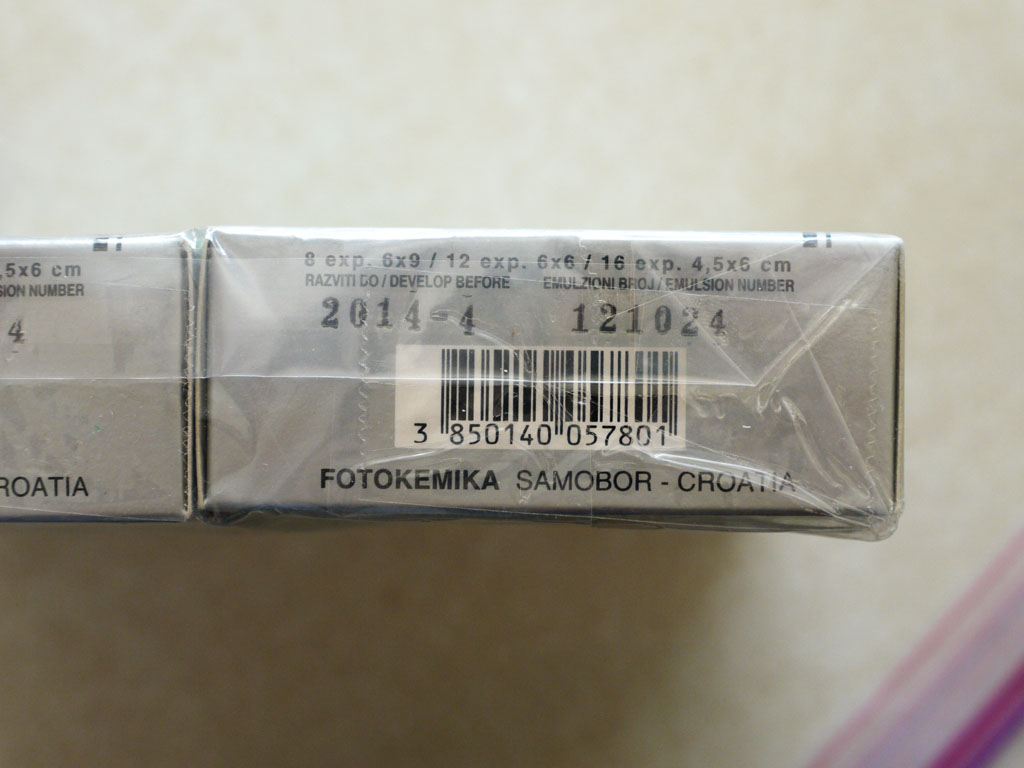 ,5x6 cm
SION NUMBER
4
ROATIA
8 exp. 6x9 / 12 exp. 6x6 / 16 exp. 4,5x6 cm
RAZVITI DO / DEVELOP BEFORE EMULZIONI BROJ / EMULSION NUMBER
2014-4 121024
3 850140 057801
FOTOKEMIKA SAMOBOR - CROATIA